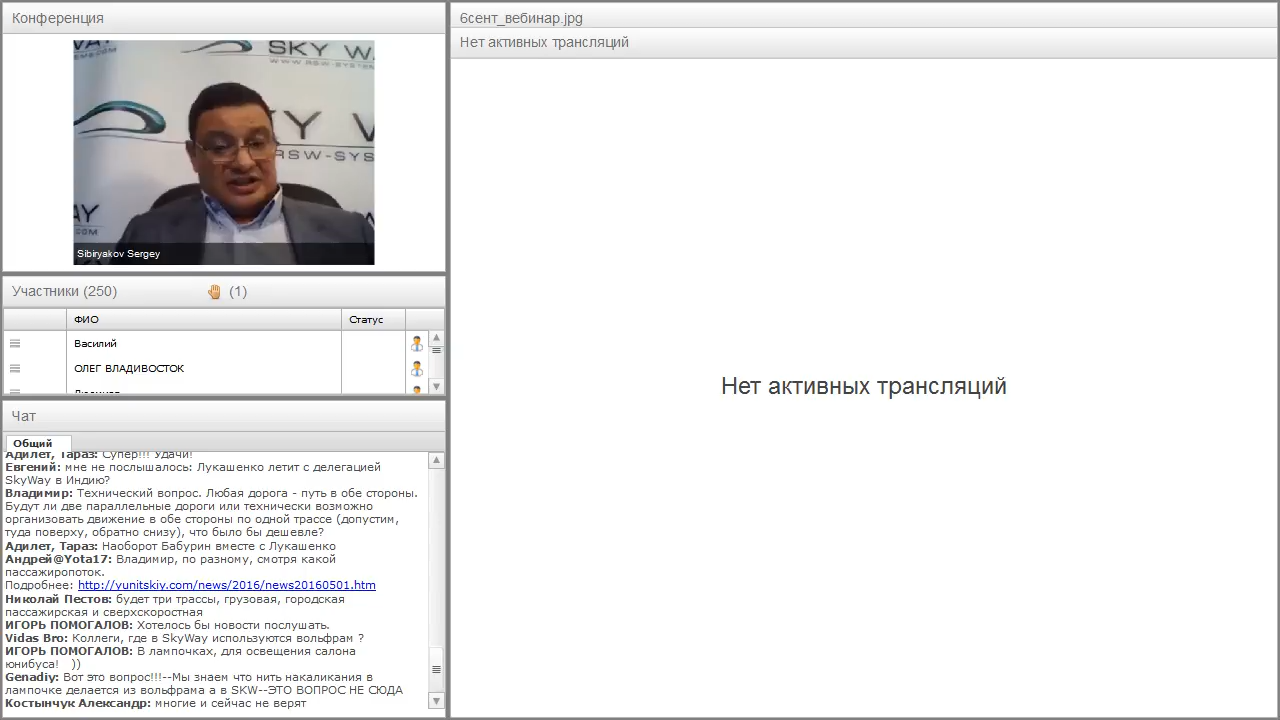 Конференция
WAY
SKY W
WWW.RSW-SYSTEM
KY W
RSW-SYS
WAY
.COM
Sibiryakov Sergey
Участники (250)
(1)
ФИО Статус
Василий
ОЛЕГ ВЛАДИВОСТОК
Чат
Общий
Адилет, Тараз: Супер!!! Удачи!
Евгений: мне не послышалось: Лукашенко летит с делегацией
SkyWay в Индию?
Владимир: Технический вопрос. Любая дорога - путь в обе стороны.
Будут ли две параллельные дороги или технически возможно
организовать движение в обе стороны по одной трассе (допустим,
туда поверху, обратно снизу), что было бы дешевле?
Адилет, Тараз: Наоборот Бабурин вместе с Лукашенко
Андрей@Yota17: Владимир, по разному, смотря какой
пассажиропоток.
Подробнее: http://yunitskiy.com/news/2016/news20160501.htm
Николай Пестов: будет три трассы, грузовая, городская
пассажирская и сверхскоростная
ИГОРЬ ПОМОГАЛОВ: Хотелось бы новости послушать.
Vidas Bro: Коллеги, где в SkyWay используются вольфрам ?
ИГОРЬ ПОМОГАЛОВ: В лампочках, для освещения салона
юнибуса! ))
Genadiy: Вот это вопрос!!!--Мы знаем что нить накаликания в
лампочке делается из вольфрама а в SKW--ЭТО ВОПРОС НЕ СЮДА
Костынчук Александр: многие и сейчас не верят
6сент_вебинар.jpg
Нет активных трансляций
Нет активных трансляций